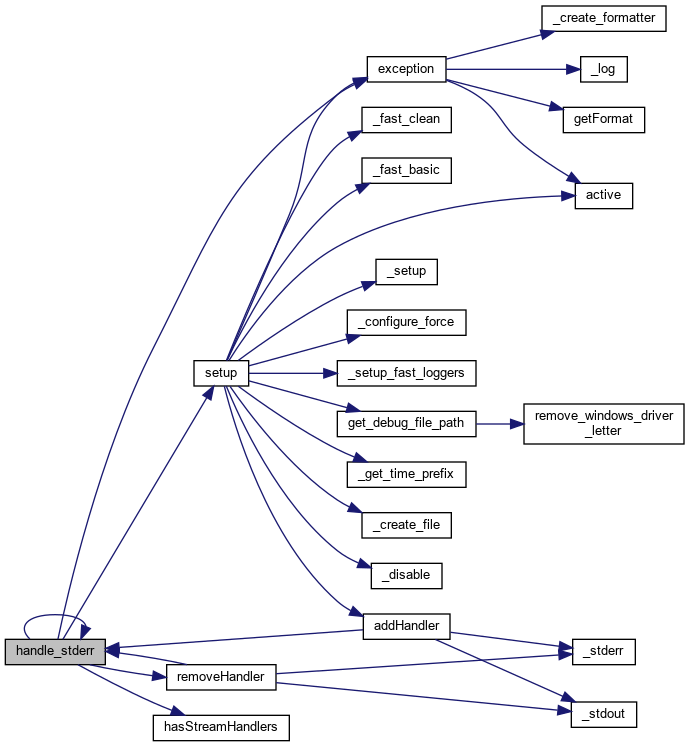 _create_formatter
exception
_log
_fast_clean
getFormat
_fast_basic
active
_setup
_configure_force
setup
_setup_fast_loggers
get_debug_file_path
remove_windows_driver
_letter
_get_time_prefix
_create_file
_disable
addHandler
handle_stderr
_stderr
removeHandler
_stdout
hasStreamHandlers